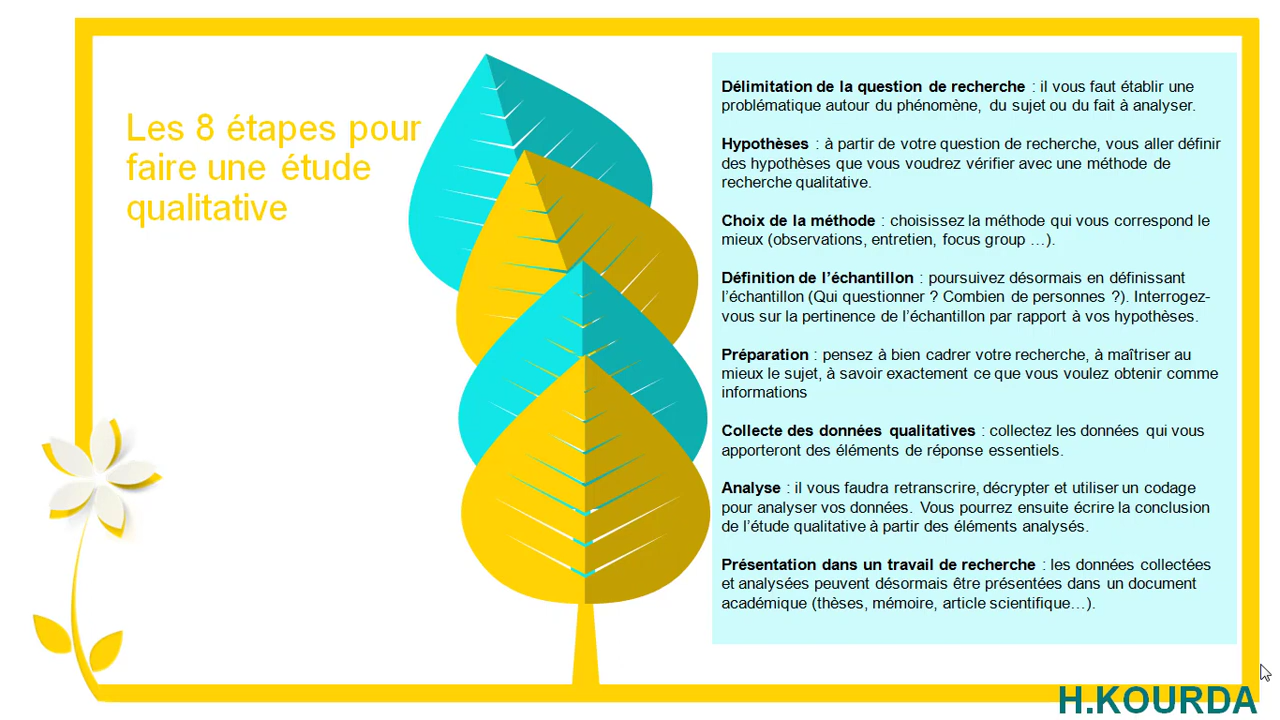 Les 8 étapes pour
faire une étude
qualitative
Délimitation de la question de recherche : il vous faut établir une
problématique autour du phénomène, du sujet ou du fait à analyser.
Hypothèses : à partir de votre question de recherche, vous aller définir
des hypothèses que vous voudrez vérifier avec une méthode de
recherche qualitative.
Choix de la méthode : choisissez la méthode qui vous correspond le
mieux (observations, entretien, focus group …).
Définition de l’échantillon : poursuivez désormais en définissant
l’échantillon (Qui questionner ? Combien de personnes ?). Interrogez-
vous sur la pertinence de l’échantillon par rapport à vos hypothèses.
Préparation : pensez à bien cadrer votre recherche, à maîtriser au
mieux le sujet, à savoir exactement ce que vous voulez obtenir comme
informations
Collecte des données qualitatives : collectez les données qui vous
apporteront des éléments de réponse essentiels.
Analyse : il vous faudra retranscrire, décrypter et utiliser un codage
pour analyser vos données. Vous pourrez ensuite écrire la conclusion
de l’étude qualitative à partir des éléments analysés.
Présentation dans un travail de recherche : les données collectées
et analysées peuvent désormais être présentées dans un document
académique (thèses, mémoire, article scientifique…).
H.KOURDA